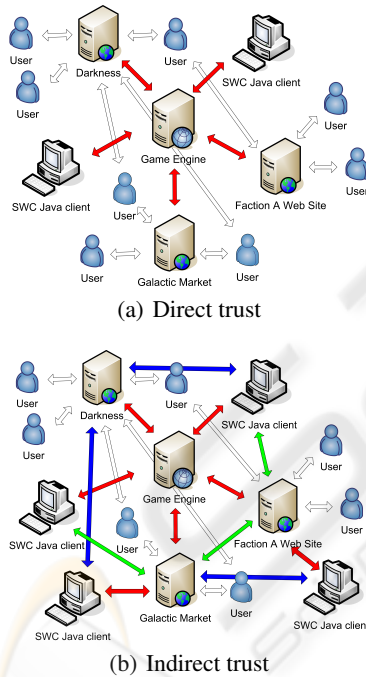 User
Darkness
User
SWC Java client
User
User
Game Engine
SWC Java client
User
Faction A Web Site
User
User
Galactic Market
User
(a) Direct trust
User
Darkness
User
SWC Java client
User
User
Game Engine
User
SWC Java client
User
Faction A Web Site
SWC Java client
Galactic Market
User
SWC Java client
(b) Indirect trust